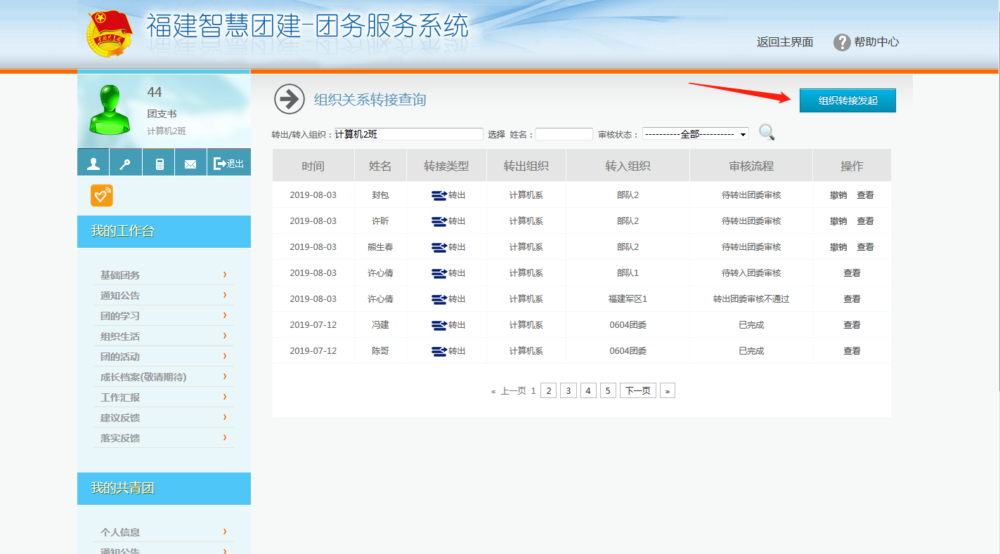 福建智慧团建-团务服务系统
返回主界面
帮助中心
44
团支书
计算机2班
退出
我的工作台
基础团务
通知公告
团的学习
组织生活
团的活动
成长档案(敬请期待)
工作汇报
建议反馈
落实反馈
我的共青团
个人信息
通知公告
组织关系转接查询
组织转接发起
转出/转入组织：计算机2班 选择 姓名： 审核状态： ----------全部----------
时间 姓名 转接类型 转出组织 转入组织 审核流程 操作
2019-08-03 封包 转出 计算机系 部队2 待转出团委审核 撤销 查看
2019-08-03 许昕 转出 计算机系 部队2 待转出团委审核 撤销 查看
2019-08-03 熊生春 转出 计算机系 部队2 待转出团委审核 撤销 查看
2019-08-03 许心倩 转出 计算机系 部队1 待转入团委审核 查看
2019-08-03 许心倩 转出 计算机系 福建军区1 转出团委审核不通过 查看
2019-07-12 冯建 转出 计算机系 0604团委 已完成 查看
2019-07-12 陈哥 转出 计算机系 0604团委 已完成 查看
« 上一页 1 2 3 4 5 下一页 »